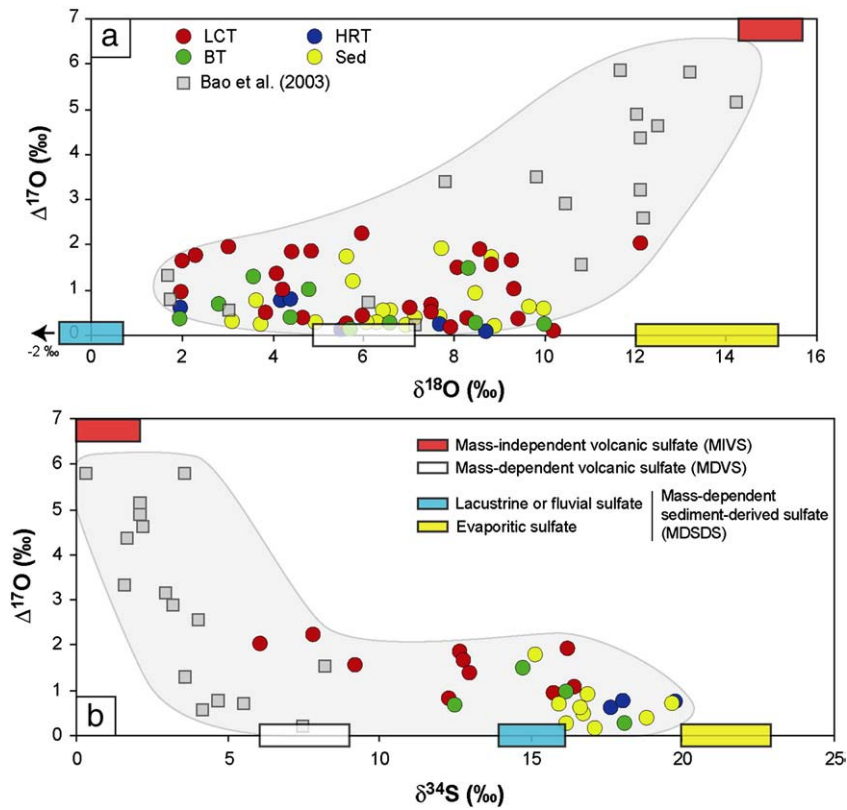 7
a
LCT
HRT
BT
Sed
Bao et al. (2003)
6
5
4
3
2
1
0
Δ17O (‰)
-2 ‰
0 2 4 6 8 10 12 14 16
δ18O (‰)
7
6
5
4
3
2
1
0
Δ17O (‰)
Mass-independent volcanic sulfate (MIVS)
Mass-dependent volcanic sulfate (MDVS)
Lacustrine or fluvial sulfate
Evaporitic sulfate
Mass-dependent
sediment-derived sulfate
(MDSDS)
b
0 5 10 15 20 25
δ34S (‰)